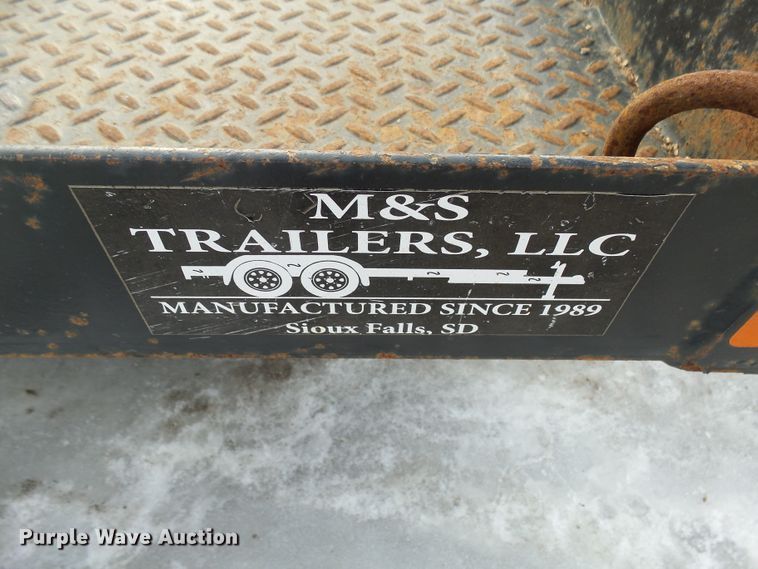 M&S
TRAILERS, LLC
MANUFACTURED SINCE 1989
Sioux Falls, SD
Purple Wave Auction